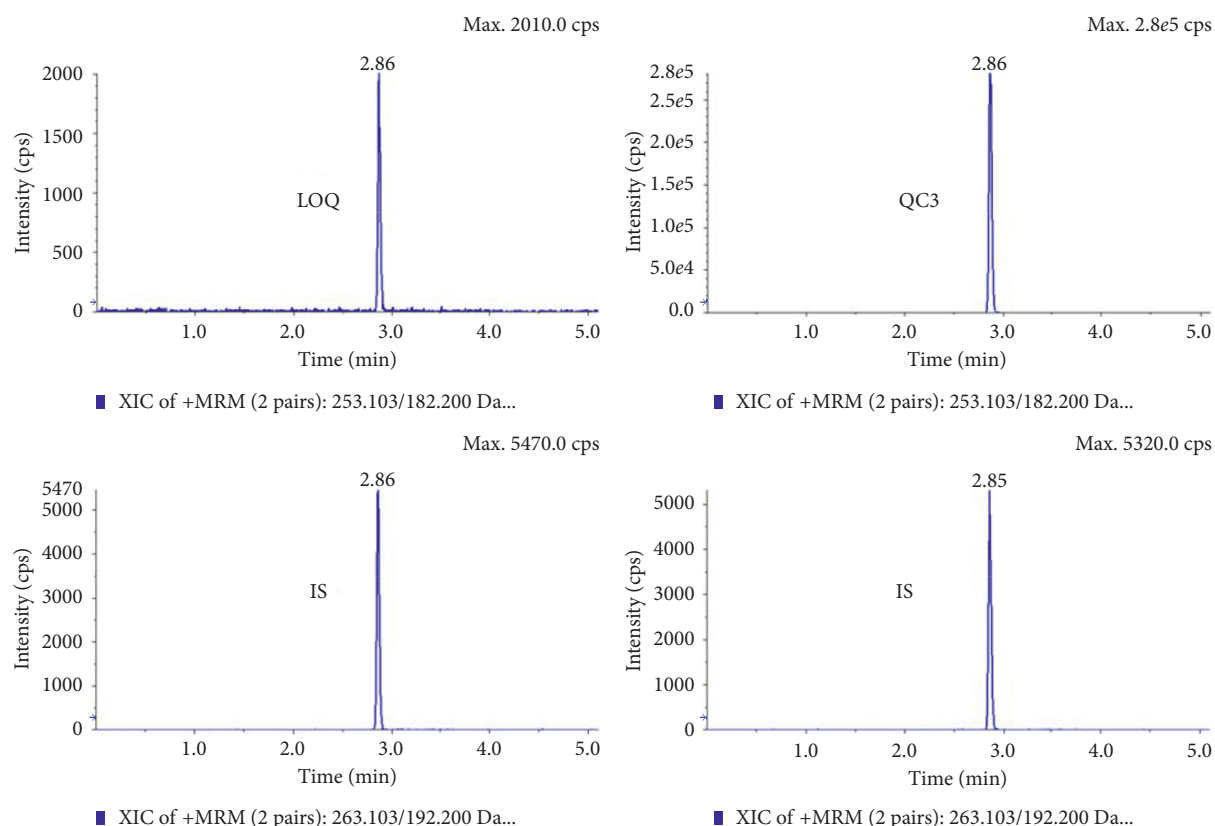 Max. 2010.0 cps
2.86
2000
1500
1000
500
0
Intensity (cps)
LOQ
1.0 2.0 3.0 4.0 5.0
Time (min)
XIC of +MRM (2 pairs): 253.103/182.200 Da...
Max. 2.8e5 cps
2.86
2.8e5
2.5e5
2.0e5
1.5e5
1.0e5
5.0e4
0.0
Intensity (cps)
QC3
1.0 2.0 3.0 4.0 5.0
Time (min)
XIC of +MRM (2 pairs): 253.103/182.200 Da...
Max. 5470.0 cps
2.86
5470
5000
4000
3000
2000
1000
0
Intensity (cps)
IS
1.0 2.0 3.0 4.0 5.0
Time (min)
XIC of +MRM (2 pairs): 263.103/192.200 Da...
Max. 5320.0 cps
2.85
5000
4000
3000
2000
1000
0
Intensity (cps)
IS
1.0 2.0 3.0 4.0 5.0
Time (min)
XIC of +MRM (2 pairs): 263.103/192.200 Da...